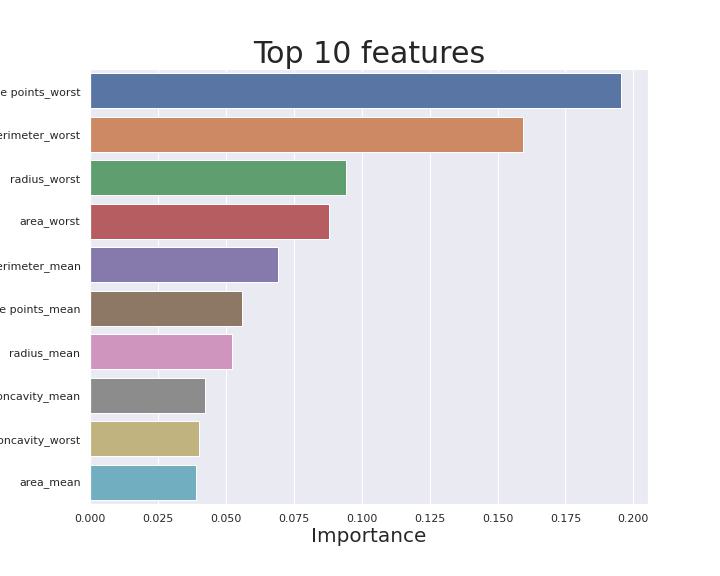 Top 10 features
e points_worst
erimeter_worst
radius_worst
area_worst
erimeter_mean
e points_mean
radius_mean
oncavity_mean
oncavity_worst
area_mean
0.000 0.025 0.050 0.075 0.100 0.125 0.150 0.175 0.200
Importance